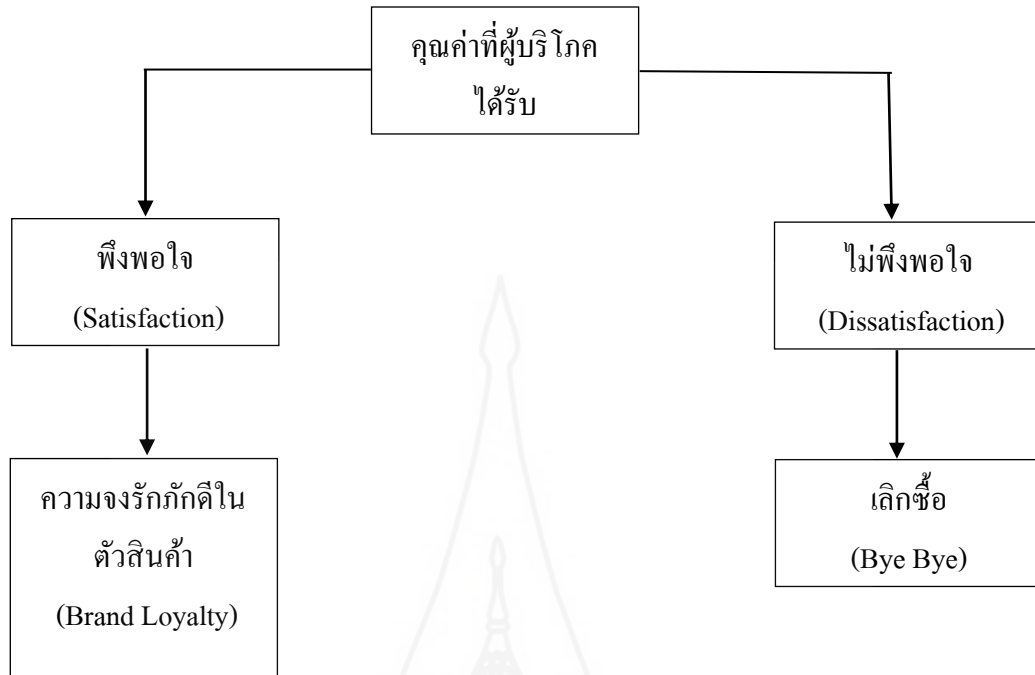 คุณค่าที่ผู้บริโภค
ได้รับ
พึงพอใจ
(Satisfaction)
ไม่พึงพอใจ
(Dissatisfaction)
ความจงรักภักดีใน
ตัวสินค้า
(Brand Loyalty)
เลิกซื้อ
(Bye Bye)